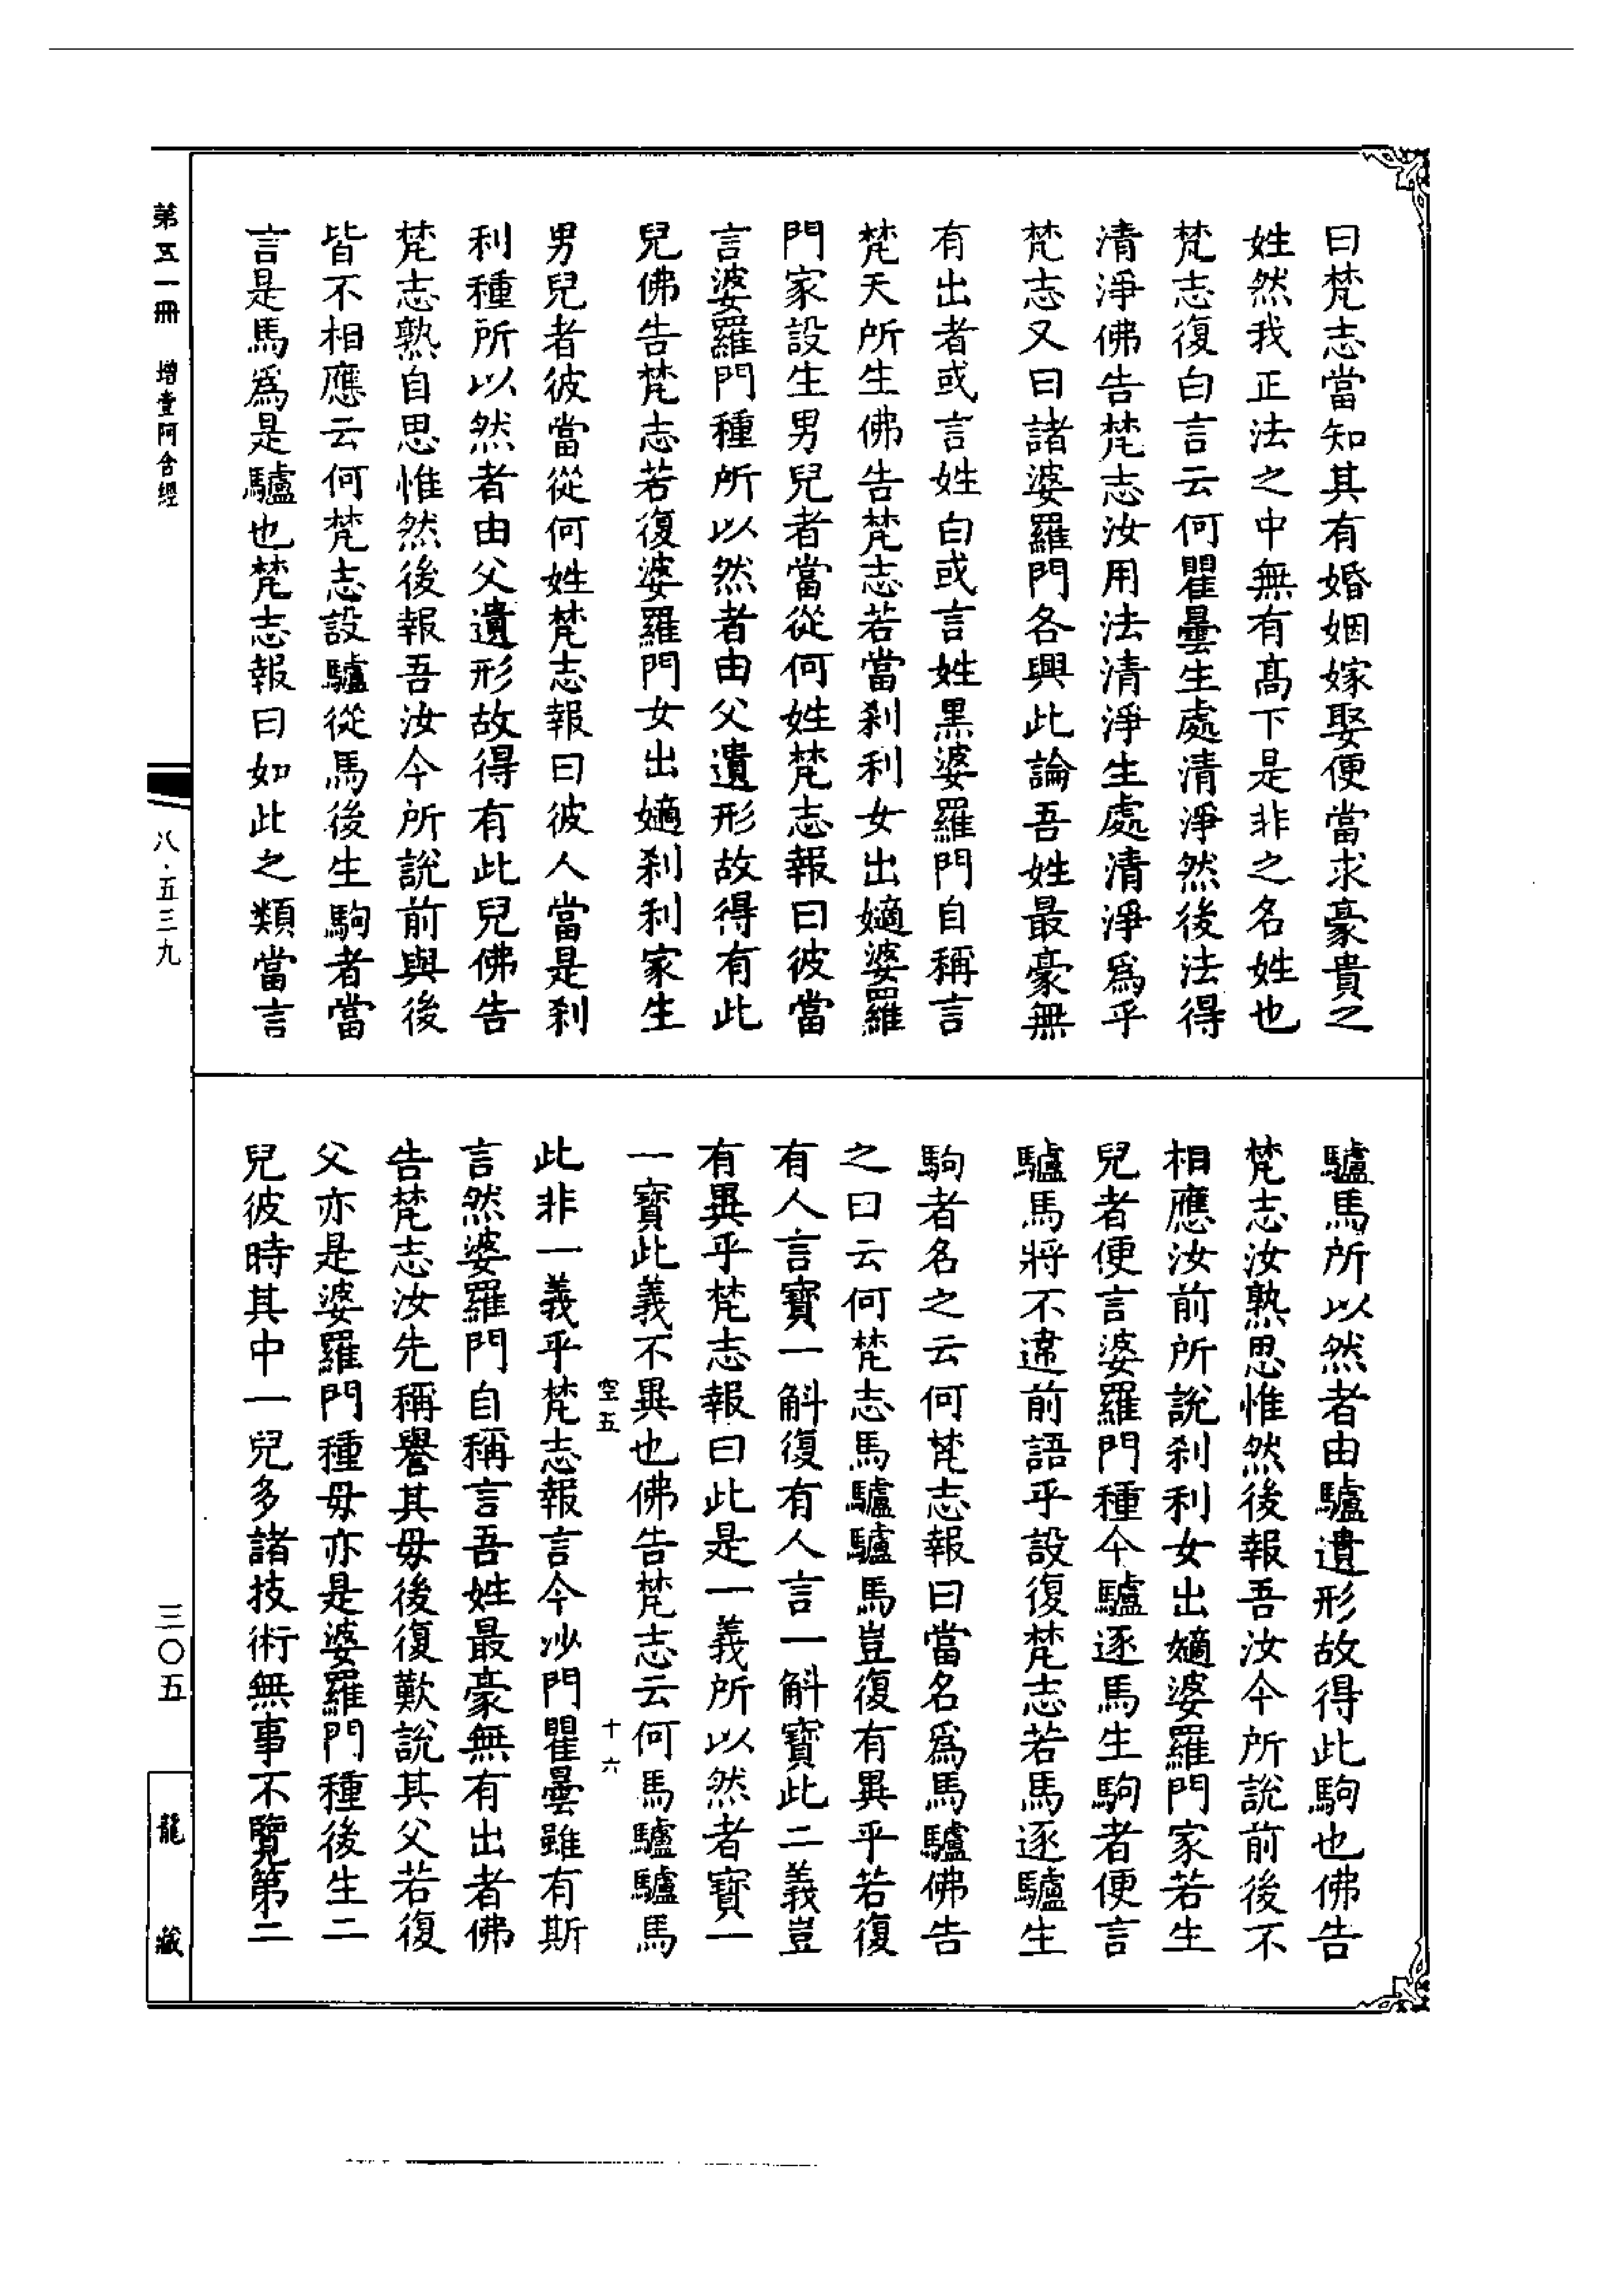 曰梵志當知其有婚姻嫁娶便當求豪貴之
姓然我正法之中無有髙下是非之名姓也
梵志復白言云何瞿曇生處清淨然後法得
清淨佛告梵志汝用法清淨生處清淨爲乎
梵志又曰諸婆羅門各興此論吾姓最豪無
有出者或言姓白或言姓黒婆羅門自稱言
梵天所生佛告梵志若當刹利女出嫡婆羅
門家設生男兒者當從何姓梵志報曰彼當
言婆羅門種所以然者由父遺形故得有此
兒佛告梵志若復婆羅門女出嫡刹利家生
男兒者彼當從何姓梵志報曰彼人當是刹
利種所以然者由父遺形故得有此兒佛告
梵志熟自思惟然後報吾汝今所說前與後
皆不相應云何梵志設驢從馬後生駒者當
言是馬爲是驢也梵志報曰如此之類當言
驢馬所以然者由驢遺形故得此駒也佛告
梵志汝熟思惟然後報吾汝今所說前後不
相應汝前所說刹利女出嫡婆羅門家若生
兒者便言婆羅門種今驢逐馬生駒者便言
驢馬將不違前語乎設復梵志若馬逐驢生
駒者名之云何梵志報曰當名爲馬驢佛告
之曰云何梵志馬驢驢馬豈復有異乎若復
有人言寶一斛復有人言一斛寶此二義豈
有異乎梵志報曰此是一義所以然者寶一
一寶此義不異也佛告梵志云何馬驢驢馬
空五
十六
此非一義乎梵志報言今沙門瞿曇雖有斯
言然婆羅門自稱言吾姓最豪無有出者佛
告梵志汝先稱譽其母後復歎說其父若復
父亦是婆羅門種母亦是婆羅門種後生二
兒彼時其中一兒多諸技術無事不覽第二
第五一冊 增壹阿含經
八·五三九
三〇五
龍藏